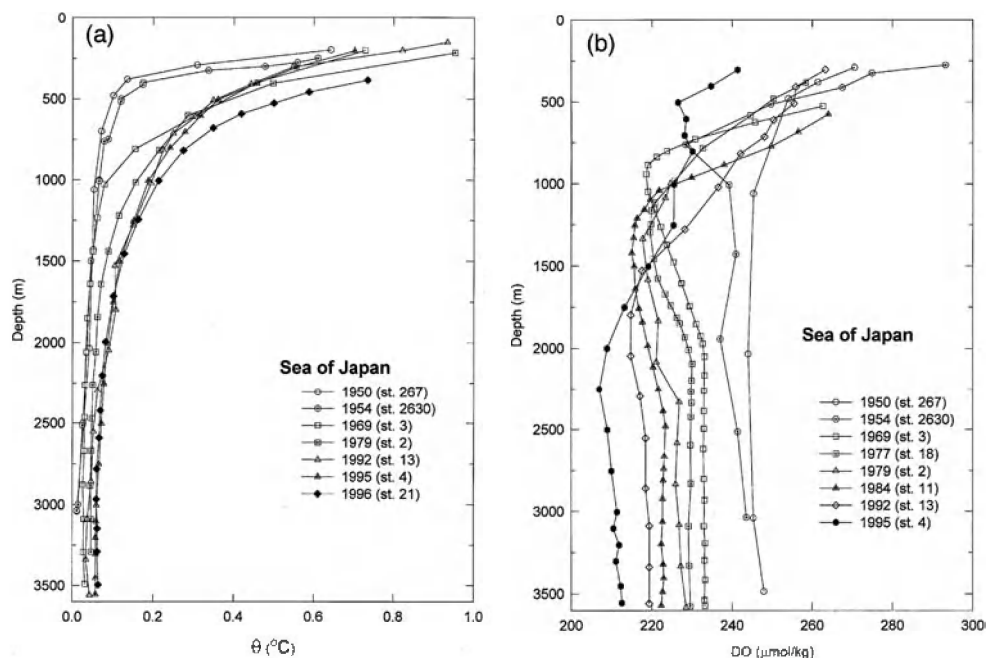 (a)
0
500
1000
1500
2000
2500
3000
3500
Depth (m)
0.0
0.2
0.4
0.6
0.8
1.0
θ (°C)
Sea of Japan
1950 (st. 267)
1954 (st. 2630)
1969 (st. 3)
1979 (st. 2)
1992 (st. 13)
1995 (st. 4)
1996 (st. 21)
(b)
0
500
1000
1500
2000
2500
3000
3500
Depth (m)
200
220
240
260
280
300
DO (μmol/kg)
Sea of Japan
1950 (st. 267)
1954 (st. 2630)
1969 (st. 3)
1977 (st. 18)
1979 (st. 2)
1984 (st. 11)
1992 (st. 13)
1995 (st. 4)